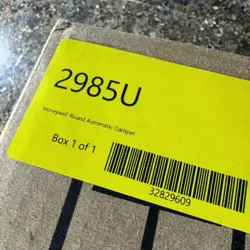 2985U
Honeywell Round Automatic Damper
Box 1 of 1
32829609